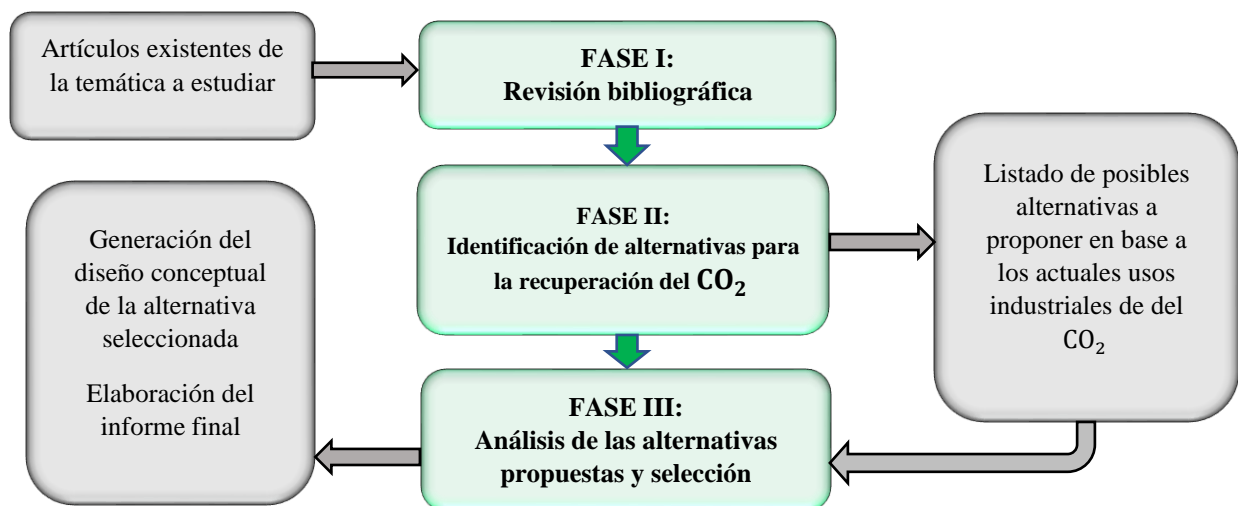 Artículos existentes de
la temática a estudiar
FASE I:
Revisión bibliográfica
FASE II:
Identificación de alternativas para
la recuperación del CO₂
Listado de posibles
alternativas a
proponer en base a
los actuales usos
industriales de del
CO₂
FASE III:
Análisis de las alternativas
propuestas y selección
Generación del
diseño conceptual
de la alternativa
seleccionada
Elaboración del
informe final